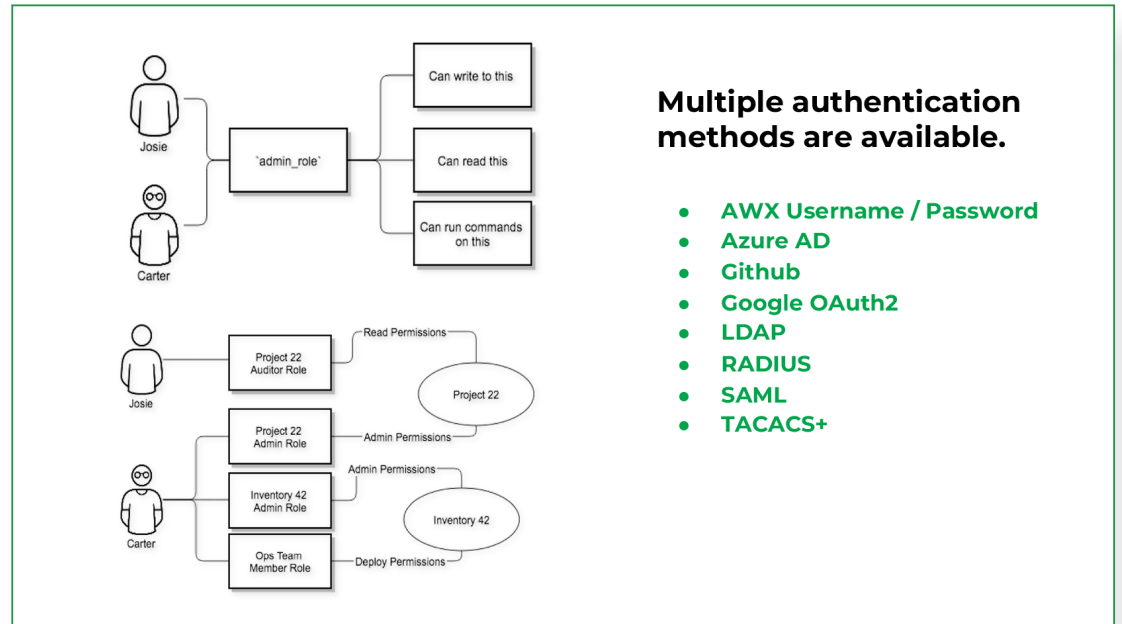 Can write to this
Josie
`admin_role`
Can read this
Can run commands
on this
Carter
Read Permissions
Project 22
Auditor Role
Josie
Project 22
Project 22
Admin Role
Admin Permissions
Admin Permissions
Inventory 42
Admin Role
Inventory 42
Carter
Ops Team
Member Role
Deploy Permissions
Multiple authentication
methods are available.
● AWX Username / Password
● Azure AD
● Github
● Google OAuth2
● LDAP
● RADIUS
● SAML
● TACACS+